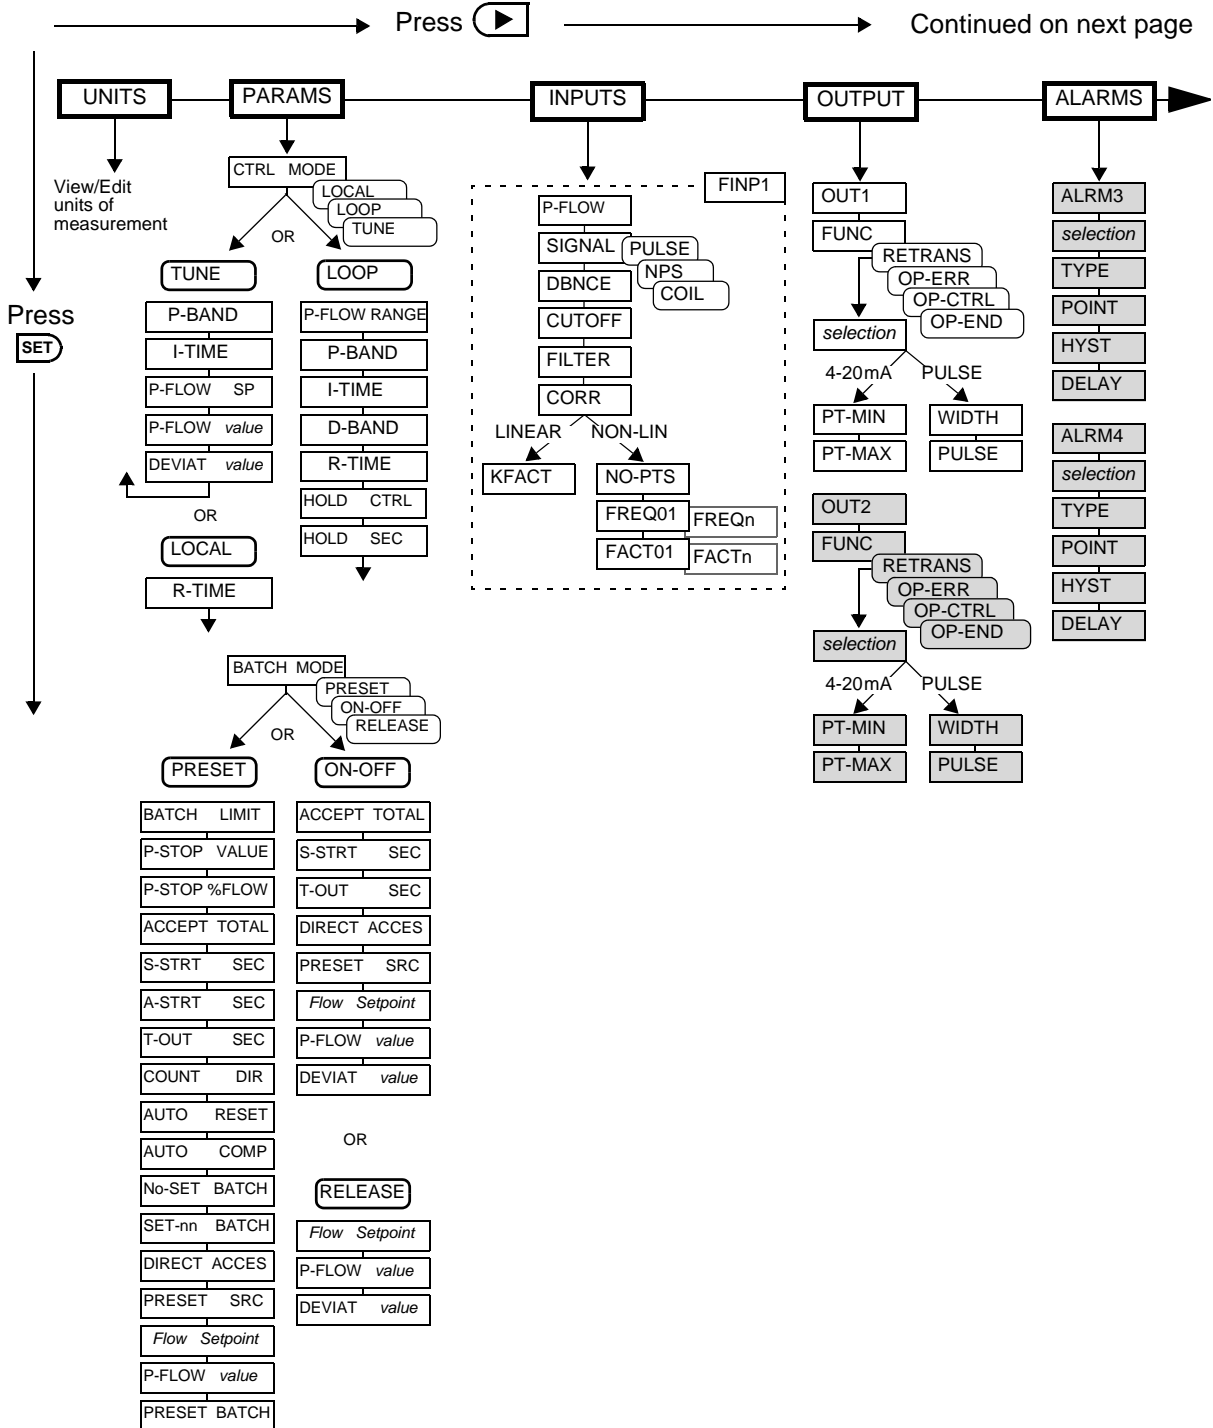 Press
Continued on next page
UNITS
PARAMS
INPUTS
OUTPUT
ALARMS
View/Edit
units of
measurement
Press
SET
CTRL MODE
LOCAL
LOOP
TUNE
OR
TUNE
P-BAND
I-TIME
P-FLOW SP
P-FLOW value
DEVIAT value
OR
LOCAL
R-TIME
LOOP
P-FLOW RANGE
P-BAND
I-TIME
D-BAND
R-TIME
HOLD CTRL
HOLD SEC
BATCH MODE
PRESET
ON-OFF
RELEASE
OR
PRESET
BATCH LIMIT
P-STOP VALUE
P-STOP %FLOW
ACCEPT TOTAL
S-STRT SEC
A-STRT SEC
T-OUT SEC
COUNT DIR
AUTO RESET
AUTO COMP
No-SET BATCH
SET-nn BATCH
DIRECT ACCES
PRESET SRC
Flow Setpoint
P-FLOW value
PRESET BATCH
ON-OFF
ACCEPT TOTAL
S-STRT SEC
T-OUT SEC
DIRECT ACCES
PRESET SRC
Flow Setpoint
P-FLOW value
DEVIAT value
OR
RELEASE
Flow Setpoint
P-FLOW value
DEVIAT value
FINP1
P-FLOW
SIGNAL
PULSE
NPS
COIL
DBNCE
CUTOFF
FILTER
CORR
LINEAR
NON-LIN
KFACT
NO-PTS
FREQ01
FREQn
FACT01
FACTn
OUT1
FUNC
RETRANS
OP-ERR
OP-CTRL
OP-END
selection
4-20mA
PULSE
PT-MIN
WIDTH
PT-MAX
PULSE
OUT2
FUNC
RETRANS
OP-ERR
OP-CTRL
OP-END
selection
4-20mA
PULSE
PT-MIN
WIDTH
PT-MAX
PULSE
ALRM3
selection
TYPE
POINT
HYST
DELAY
ALRM4
selection
TYPE
POINT
HYST
DELAY